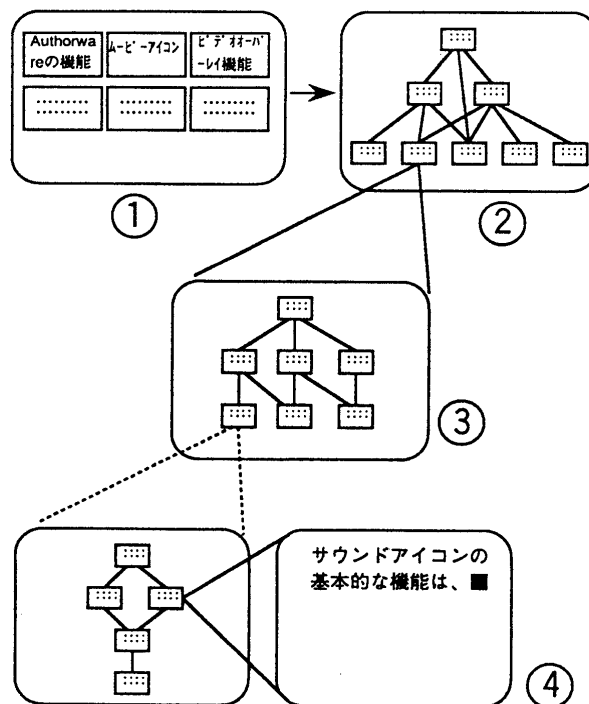 Authorwa
reの機能
ムービーアイコン
ビデオオーバ
ーレイ機能
①
②
③
サウンドアイコンの
基本的な機能は、■
④